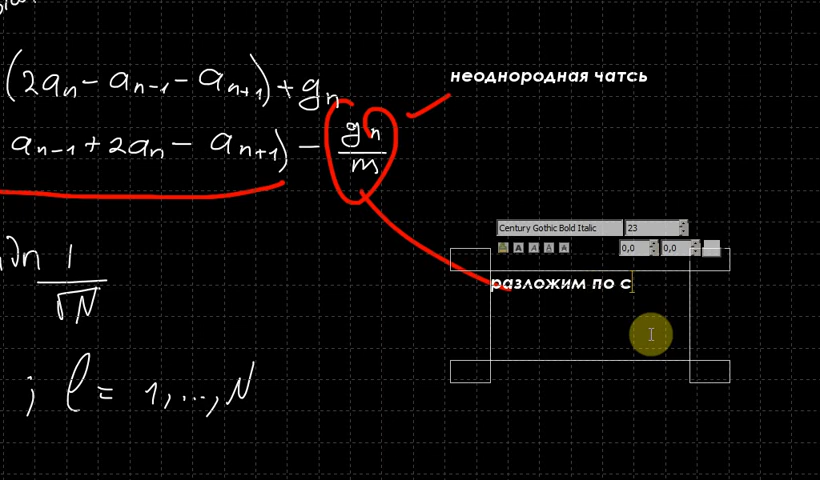 (2aₙ − aₙ₋₁ − aₙ₊₁) + gₙ
неоднородная чатсь
aₙ₋₁ + 2aₙ − aₙ₊₁) − gₙ/m
Century Gothic Bold Italic 23
A A A A A 0,0 0,0
разложим по с
1/√N
; ℓ = 1, ..., N